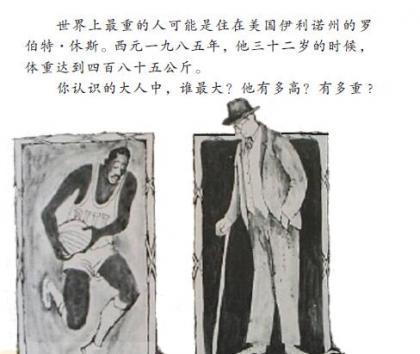 世界上最重的人可能是住在美国伊利诺州的罗
伯特·休斯。西元一九八五年，他三十二岁的时候，
体重达到四百八十五公斤。
你认识的大人中，谁最大？他有多高？有多重？